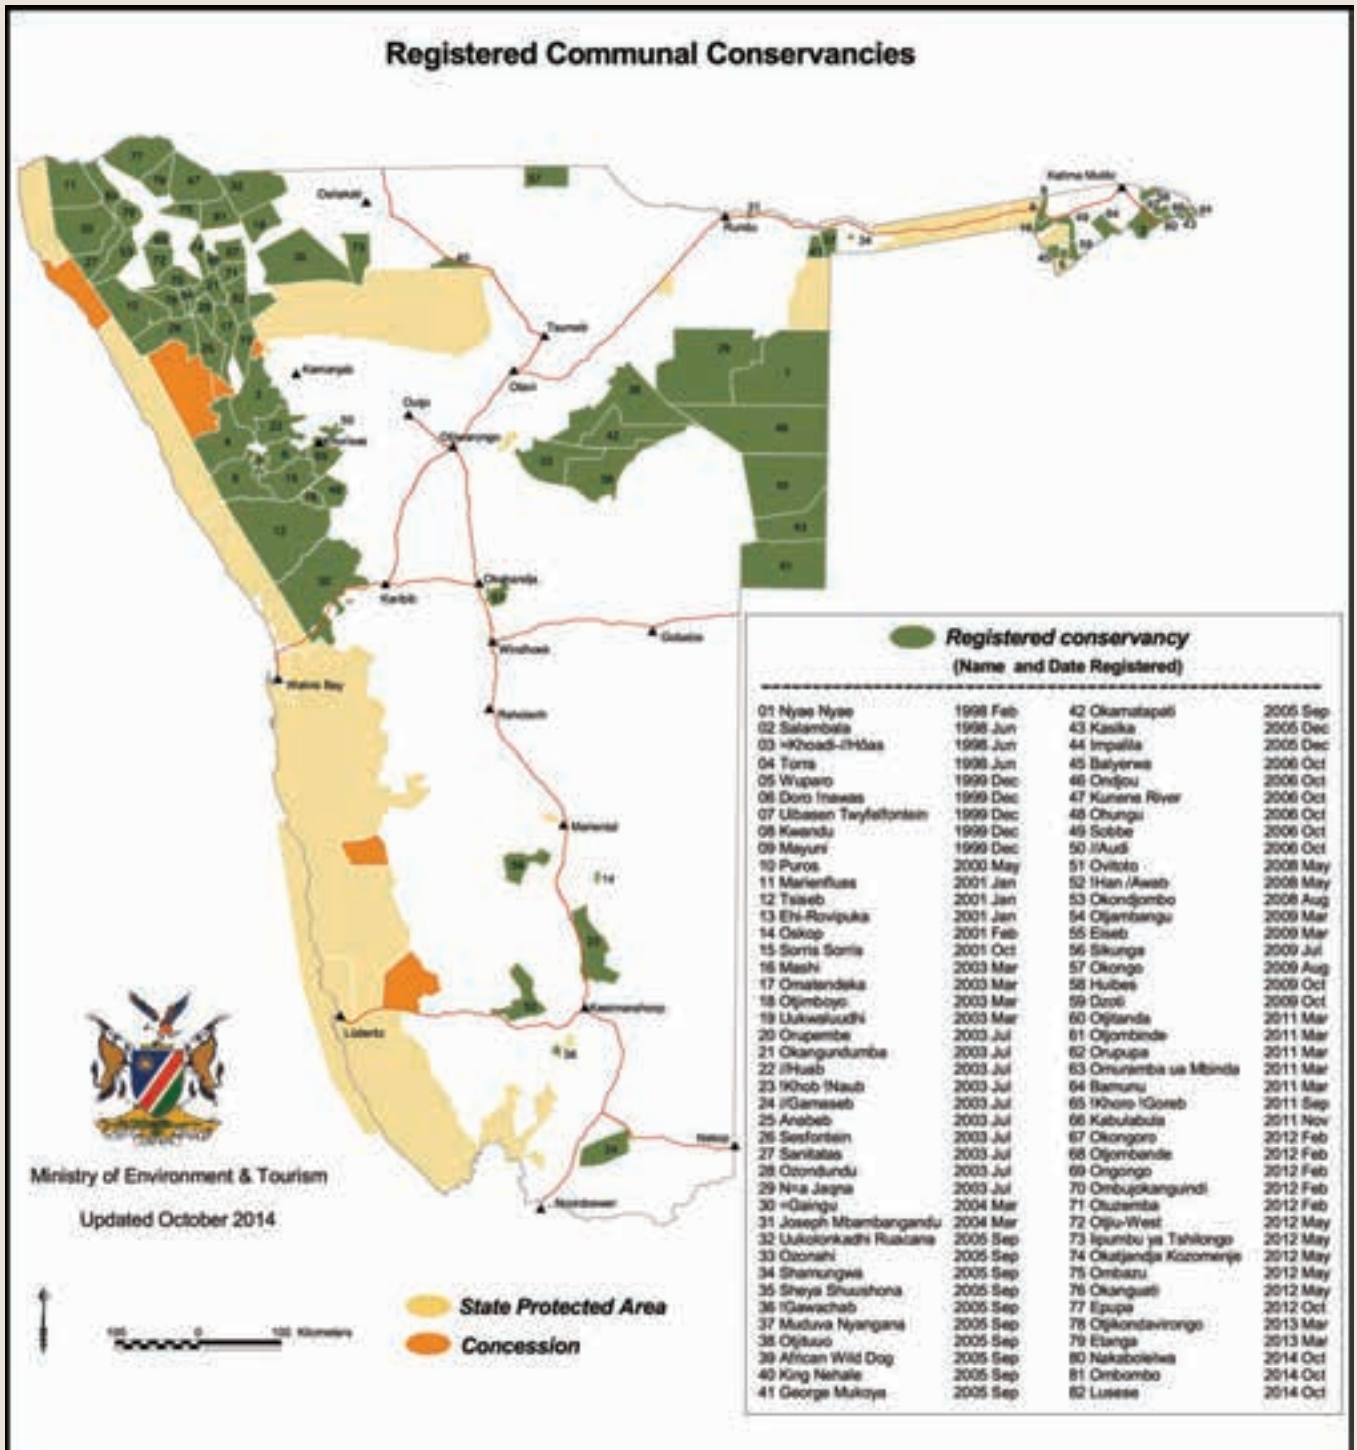 Registered Communal Conservancies
Katima Mulilo
Rundu
Tsumeb
Kamanjab
Otavi
Outjo
Otjiwarongo
Khorixas
Karibib
Okahandja
Gobabis
Windhoek
Walvis Bay
Rehoboth
Mariental
Keetmanshoop
Lüderitz
Noordoewer
Registered conservancy
(Name and Date Registered)
01 Nyae Nyae 1998 Feb
02 Salambala 1998 Jun
03 ≠Khoadi-//Hôas 1998 Jun
04 Torra 1998 Jun
05 Wuparo 1999 Dec
06 Doro !nawas 1999 Dec
07 Uibasen Twyfelfontein 1999 Dec
08 Kwandu 1999 Dec
09 Mayuni 1999 Dec
10 Puros 2000 May
11 Marienfluss 2001 Jan
12 Tsiseb 2001 Jan
13 Ehi-Rovipuka 2001 Jan
14 Oskop 2001 Feb
15 Sorris Sorris 2001 Oct
16 Mashi 2003 Mar
17 Omatendeka 2003 Mar
18 Otjimboyo 2003 Mar
19 Uukwaluudhi 2003 Mar
20 Orupembe 2003 Jul
21 Okangundumba 2003 Jul
22 //Huab 2003 Jul
23 !Khob !Naub 2003 Jul
24 //Gamaseb 2003 Jul
25 Anabeb 2003 Jul
26 Sesfontein 2003 Jul
27 Sanitatas 2003 Jul
28 Ozondundu 2003 Jul
29 N≠a Jaqna 2003 Jul
30 ≠Gaingu 2004 Mar
31 Joseph Mbambangandu 2004 Mar
32 Uukolonkadhi Ruacana 2005 Sep
33 Ozonahi 2005 Sep
34 Shamungwa 2005 Sep
35 Sheya Shuushona 2005 Sep
36 !Gawachab 2005 Sep
37 Muduva Nyangana 2005 Sep
38 Otjituuo 2005 Sep
39 African Wild Dog 2005 Sep
40 King Nehale 2005 Sep
41 George Mukoya 2005 Sep
42 Okamatapati 2005 Sep
43 Kasika 2005 Dec
44 Impalila 2005 Dec
45 Balyerwa 2006 Oct
46 Ondjou 2006 Oct
47 Kunene River 2006 Oct
48 Ohungu 2006 Oct
49 Sobbe 2006 Oct
50 //Audi 2006 Oct
51 Ovitoto 2008 May
52 !Han /Awab 2008 May
53 Okondjombo 2008 Aug
54 Otjambangu 2009 Mar
55 Eiseb 2009 Mar
56 Sikunga 2009 Jul
57 Okongo 2009 Aug
58 Huibes 2009 Oct
59 Dzoti 2009 Oct
60 Otjitanda 2011 Mar
61 Otjombinde 2011 Mar
62 Orupupa 2011 Mar
63 Omuramba ua Mbinda 2011 Mar
64 Bamunu 2011 Mar
65 !Khoro !Goreb 2011 Sep
66 Kabulabula 2011 Nov
67 Okongoro 2012 Feb
68 Otjombande 2012 Feb
69 Ongongo 2012 Feb
70 Ombujokanguindi 2012 Feb
71 Otuzemba 2012 Feb
72 Otjiu-West 2012 May
73 Iipumbu ya Tshilongo 2012 May
74 Okatjandja Kozomenje 2012 May
75 Ombazu 2012 May
76 Okanguati 2012 May
77 Epupa 2012 Oct
78 Otjikondavirongo 2013 Mar
79 Etanga 2013 Mar
80 Nakabolelwa 2014 Oct
81 Ombombo 2014 Oct
82 Lusese 2014 Oct
Ministry of Environment & Tourism
Updated October 2014
100 0 100 Kilometers
State Protected Area
Concession